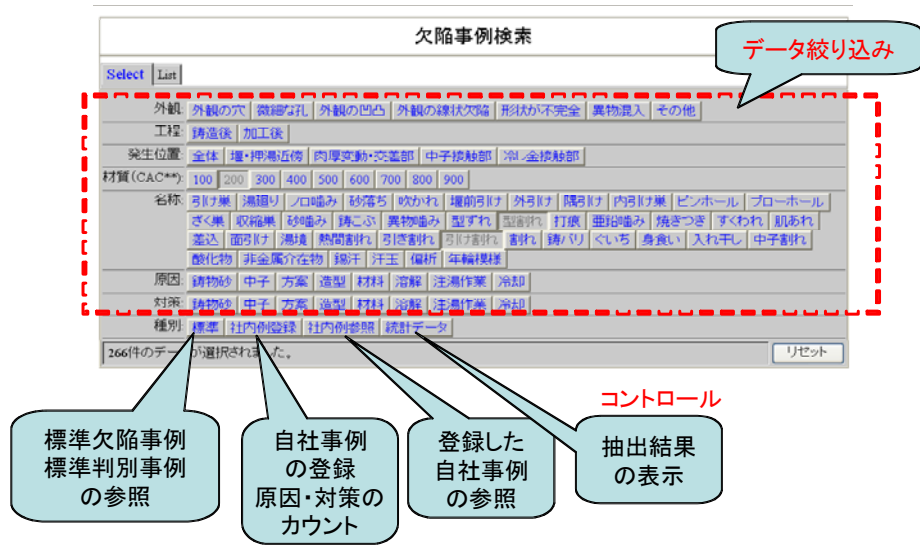 欠陥事例検索
データ絞り込み
Select List
外観: 外観の穴 微細な孔 外観の凹凸 外観の線状欠陥 形状が不完全 異物混入 その他
工程: 鋳造後 加工後
発生位置: 全体 堰・押湯近傍 肉厚変動・交差部 中子接触部 冷し金接触部
材質(CAC**): 100 200 300 400 500 600 700 800 900
名称: 引け巣 湯廻り ノロ噛み 砂落ち 吹かれ 堰前引け 外引け 隅引け 内引け巣 ピンホール ブローホール
ざく巣 収縮巣 砂噛み 鋳こぶ 異物噛み 型ずれ 型割れ 打痕 亜鉛噛み 焼きつき すくわれ 肌あれ
差込 面引け 湯境 熱間割れ 引き割れ 引け割れ 割れ 鋳バリ ぐいち 身食い 入れ干し 中子割れ
酸化物 非金属介在物 錫汗 汗玉 偏析 年輪模様
原因: 鋳物砂 中子 方案 造型 材料 溶解 注湯作業 冷却
対策: 鋳物砂 中子 方案 造型 材料 溶解 注湯作業 冷却
種別: 標準 社内例登録 社内例参照 統計データ
266件のデータが選択されました。 リセット
コントロール
標準欠陥事例
標準判別事例
の参照
自社事例
の登録
原因・対策の
カウント
登録した
自社事例
の参照
抽出結果
の表示